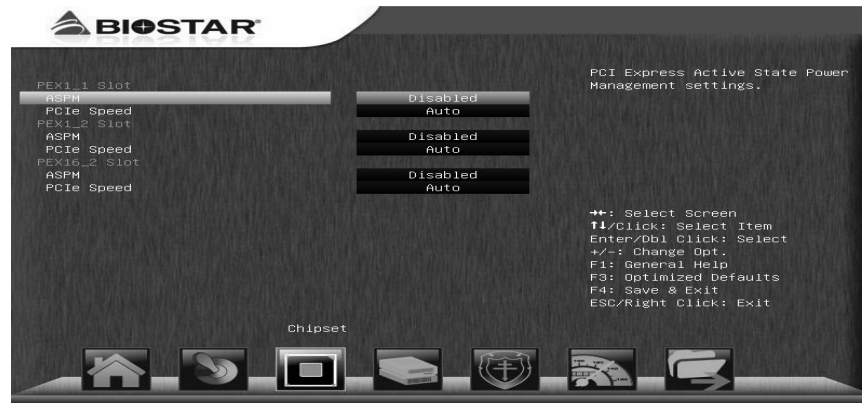 BIOSTAR
PEX1_1 Slot
ASPM Disabled
PCIe Speed Auto
PEX1_2 Slot
ASPM Disabled
PCIe Speed Auto
PEX16_2 Slot
ASPM Disabled
PCIe Speed Auto
PCI Express Active State Power
Management settings.
→←: Select Screen
↑↓/Click: Select Item
Enter/Dbl Click: Select
+/-: Change Opt.
F1: General Help
F3: Optimized Defaults
F4: Save & Exit
ESC/Right Click: Exit
Chipset